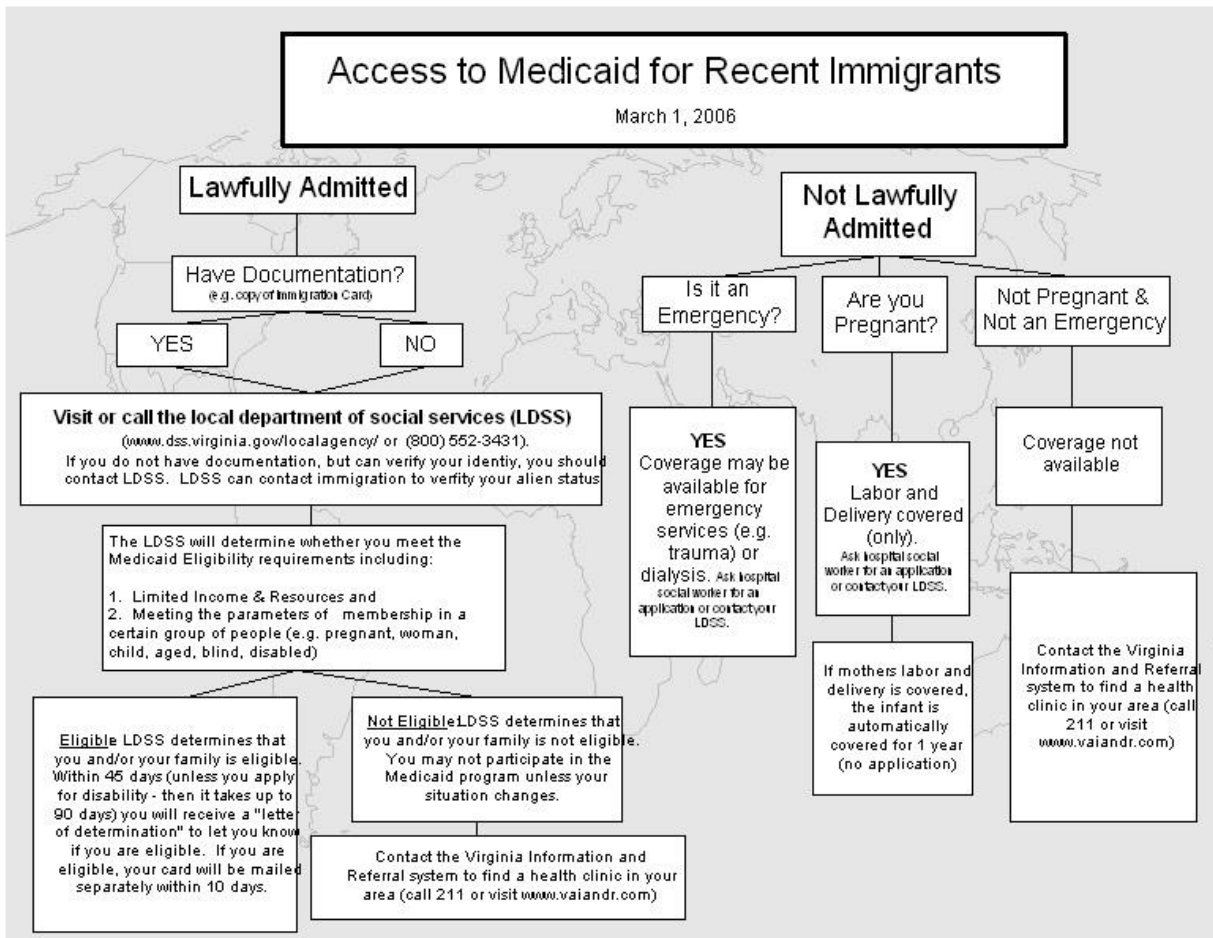 Access to Medicaid for Recent Immigrants
March 1, 2006
Lawfully Admitted
Have Documentation?
(e.g. copy of Immigration Card)
YES
NO
Visit or call the local department of social services (LDSS)
(www.dss.virginia.gov/localagency/ or (800) 552-3431).
If you do not have documentation, but can verify your identiy, you should
contact LDSS. LDSS can contact immigration to verfity your alien status
The LDSS will determine whether you meet the
Medicaid Eligibility requirements including:
1. Limited Income & Resources and
2. Meeting the parameters of membership in a
certain group of people (e.g. pregnant, woman,
child, aged, blind, disabled)
Eligible: LDSS determines that
you and/or your family is eligible.
Within 45 days (unless you apply
for disability - then it takes up to
90 days) you will receive a "letter
of determination" to let you know
if you are eligible. If you are
eligible, your card will be mailed
separately within 10 days.
Not Eligible:LDSS determines that
you and/or your family is not eligible.
You may not participate in the
Medicaid program unless your
situation changes.
Contact the Virginia Information and
Referral system to find a health clinic in your
area (call 211 or visit www.vaiandr.com)
Not Lawfully
Admitted
Is it an
Emergency?
YES
Coverage may be
available for
emergency
services (e.g.
trauma) or
dialysis. Ask hospital
social worker for an
application or contact your
LDSS.
Are you
Pregnant?
YES
Labor and
Delivery covered
(only).
Ask hospital social
worker for an application
or contact your LDSS.
If mothers labor and
delivery is covered,
the infant is
automatically
covered for 1 year
(no application)
Not Pregnant &
Not an Emergency
Coverage not
available
Contact the Virginia
Information and Referral
system to find a health
clinic in your area (call
211 or visit
www.vaiandr.com)